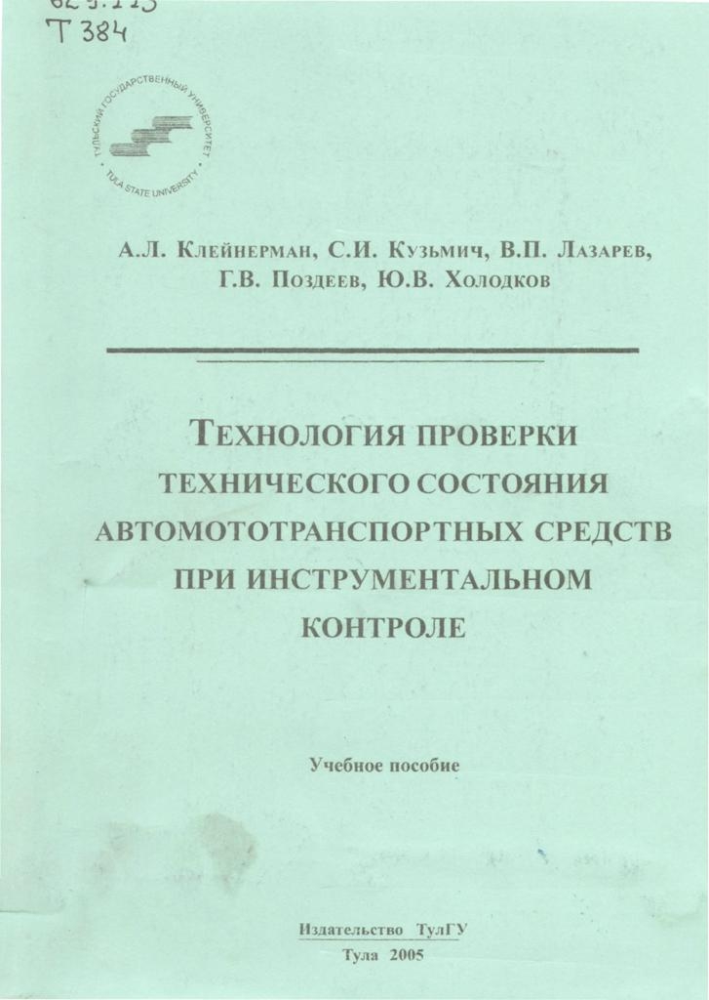 Т 384
ТУЛЬСКИЙ ГОСУДАРСТВЕННЫЙ УНИВЕРСИТЕТ
TULA STATE UNIVERSITY
А.Л. Клейнерман, С.И. Кузьмич, В.П. Лазарев,
Г.В. Поздеев, Ю.В. Холодков
Технология проверки
технического состояния
автомототранспортных средств
при инструментальном
контроле
Учебное пособие
Издательство ТулГУ
Тула 2005